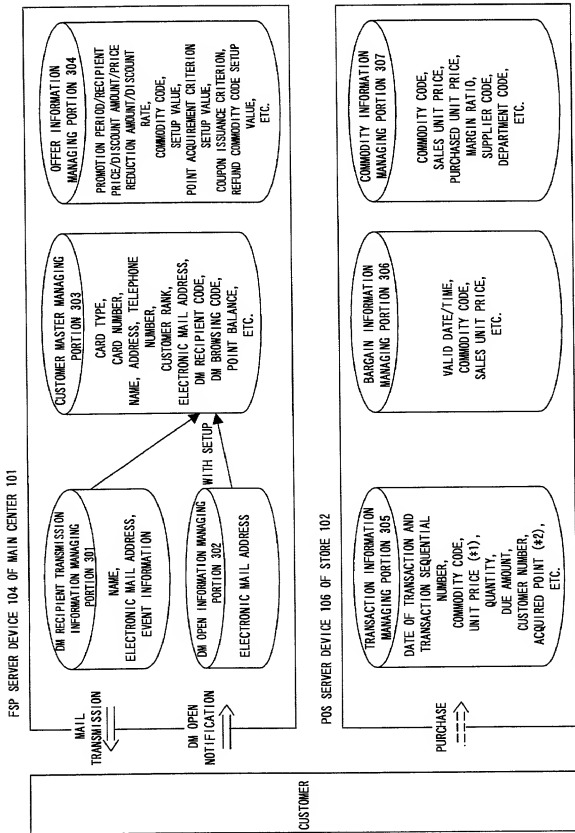 FSP SERVER DEVICE 104 OF MAIN CENTER 101
MAIL
TRANSMISSION
DM OPEN
NOTIFICATION
DM RECIPIENT TRANSMISSION
INFORMATION MANAGING
PORTION 301
NAME,
ELECTRONIC MAIL ADDRESS,
EVENT INFORMATION
DM OPEN INFORMATION MANAGING
PORTION 302
ELECTRONIC MAIL ADDRESS
WITH SETUP
CUSTOMER MASTER MANAGING
PORTION 303
CARD TYPE,
CARD NUMBER,
NAME, ADDRESS, TELEPHONE
NUMBER,
CUSTOMER RANK,
ELECTRONIC MAIL ADDRESS,
DM RECIPIENT CODE,
DM BROWSING CODE,
POINT BALANCE,
ETC.
OFFER INFORMATION
MANAGING PORTION 304
PROMOTION PERIOD/RECIPIENT
PRICE/DISCOUNT AMOUNT/PRICE
REDUCTION AMOUNT/DISCOUNT
RATE,
COMMODITY CODE,
SETUP VALUE,
POINT ACQUIREMENT CRITERION
SETUP VALUE,
COUPON ISSUANCE CRITERION,
REFUND COMMODITY CODE SETUP
VALUE,
ETC.
CUSTOMER
POS SERVER DEVICE 106 OF STORE 102
PURCHASE
TRANSACTION INFORMATION
MANAGING PORTION 305
DATE OF TRANSACTION AND
TRANSACTION SEQUENTIAL
NUMBER,
COMMODITY CODE,
UNIT PRICE (*1),
QUANTITY,
DUE AMOUNT,
CUSTOMER NUMBER,
ACQUIRED POINT (*2),
ETC.
BARGAIN INFORMATION
MANAGING PORTION 306
VALID DATE/TIME,
COMMODITY CODE,
SALES UNIT PRICE,
ETC.
COMMODITY INFORMATION
MANAGING PORTION 307
COMMODITY CODE,
SALES UNIT PRICE,
PURCHASED UNIT PRICE,
MARGIN RATIO,
SUPPLIER CODE,
DEPARTMENT CODE,
ETC.